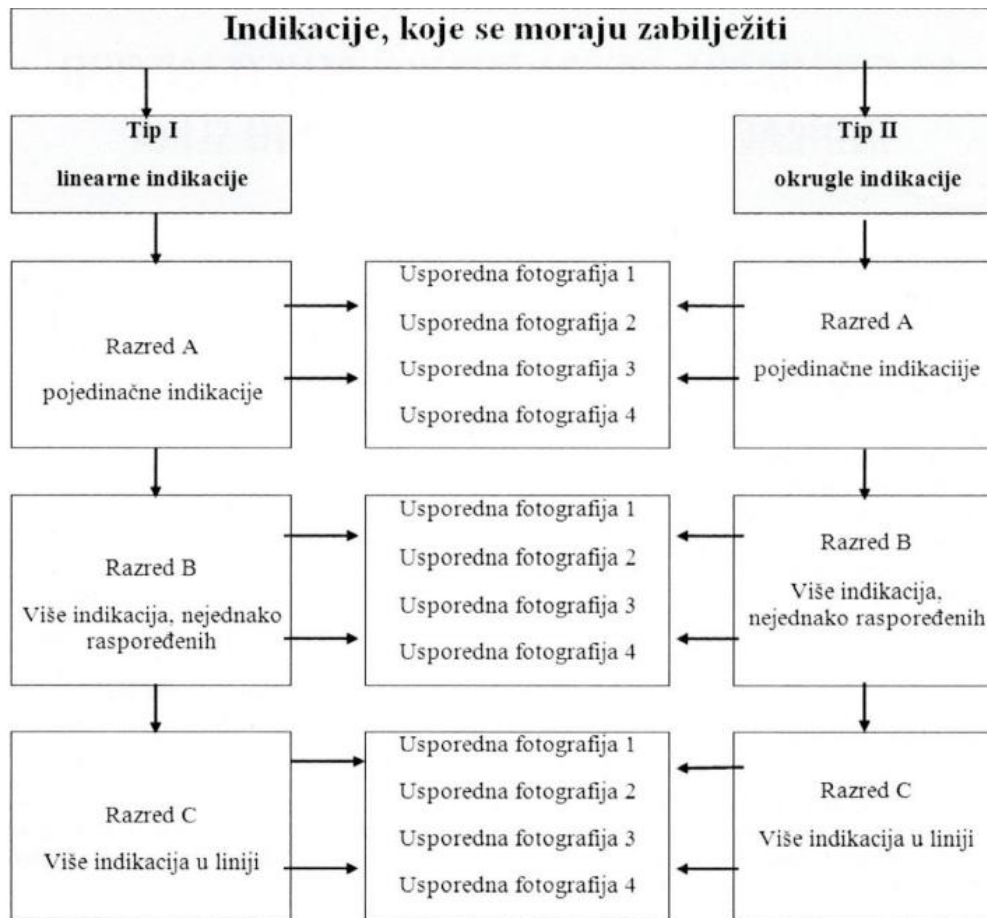 Indikacije, koje se moraju zabilježiti
Tip I
linearne indikacije
Tip II
okrugle indikacije
Razred A
pojedinačne indikacije
Usporedna fotografija 1
Usporedna fotografija 2
Usporedna fotografija 3
Usporedna fotografija 4
Razred A
pojedinačne indikaciije
Razred B
Više indikacija, nejednako
raspoređenih
Usporedna fotografija 1
Usporedna fotografija 2
Usporedna fotografija 3
Usporedna fotografija 4
Razred B
Više indikacija,
nejednako raspoređenih
Razred C
Više indikacija u liniji
Usporedna fotografija 1
Usporedna fotografija 2
Usporedna fotografija 3
Usporedna fotografija 4
Razred C
Više indikacija u liniji